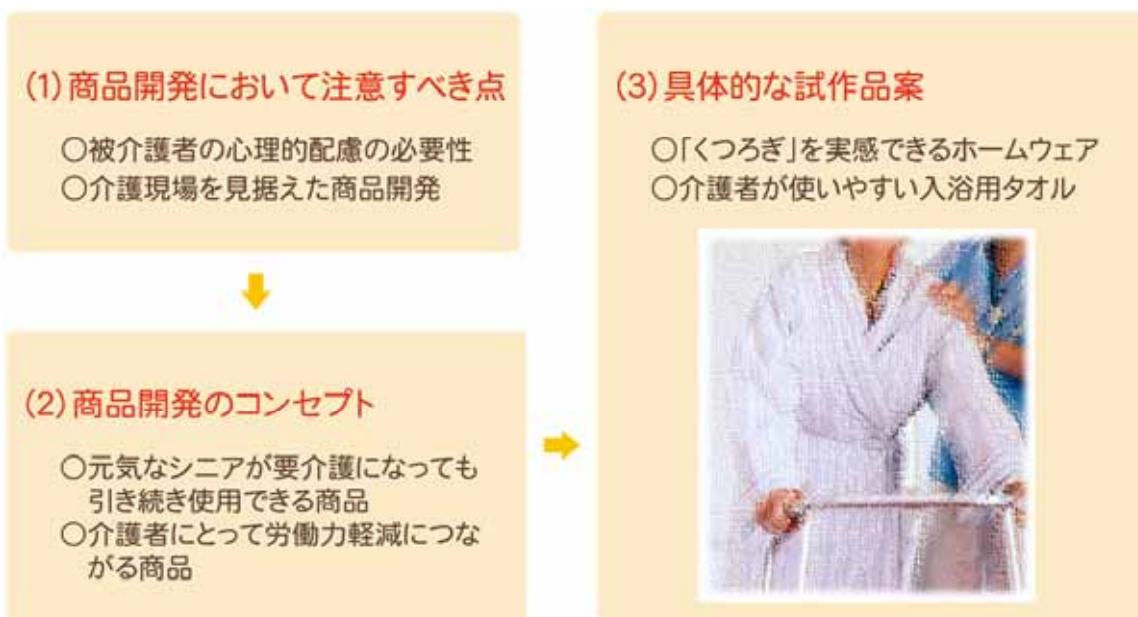 (1)商品開発において注意すべき点
○被介護者の心理的配慮の必要性
○介護現場を見据えた商品開発
(2)商品開発のコンセプト
○元気なシニアが要介護になっても
引き続き使用できる商品
○介護者にとって労働力軽減につな
がる商品
(3)具体的な試作品案
○「くつろぎ」を実感できるホームウェア
○介護者が使いやすい入浴用タオル